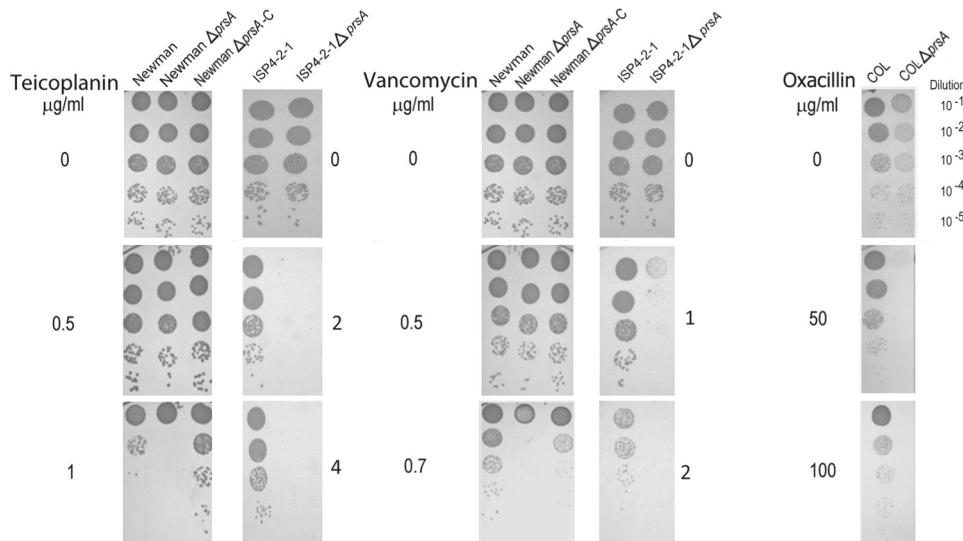 Teicoplanin
μg/ml
Newman
Newman ΔprsA
Newman ΔprsA-C
ISP4-2-1
ISP4-2-1ΔprsA
0
0
0.5
2
1
4
Vancomycin
μg/ml
Newman
Newman ΔprsA
Newman ΔprsA-C
ISP4-2-1
ISP4-2-1ΔprsA
0
0
0.5
1
0.7
2
Oxacillin
μg/ml
COL
COLΔprsA
Dilution
10-1
10-2
10-3
10-4
10-5
0
50
100